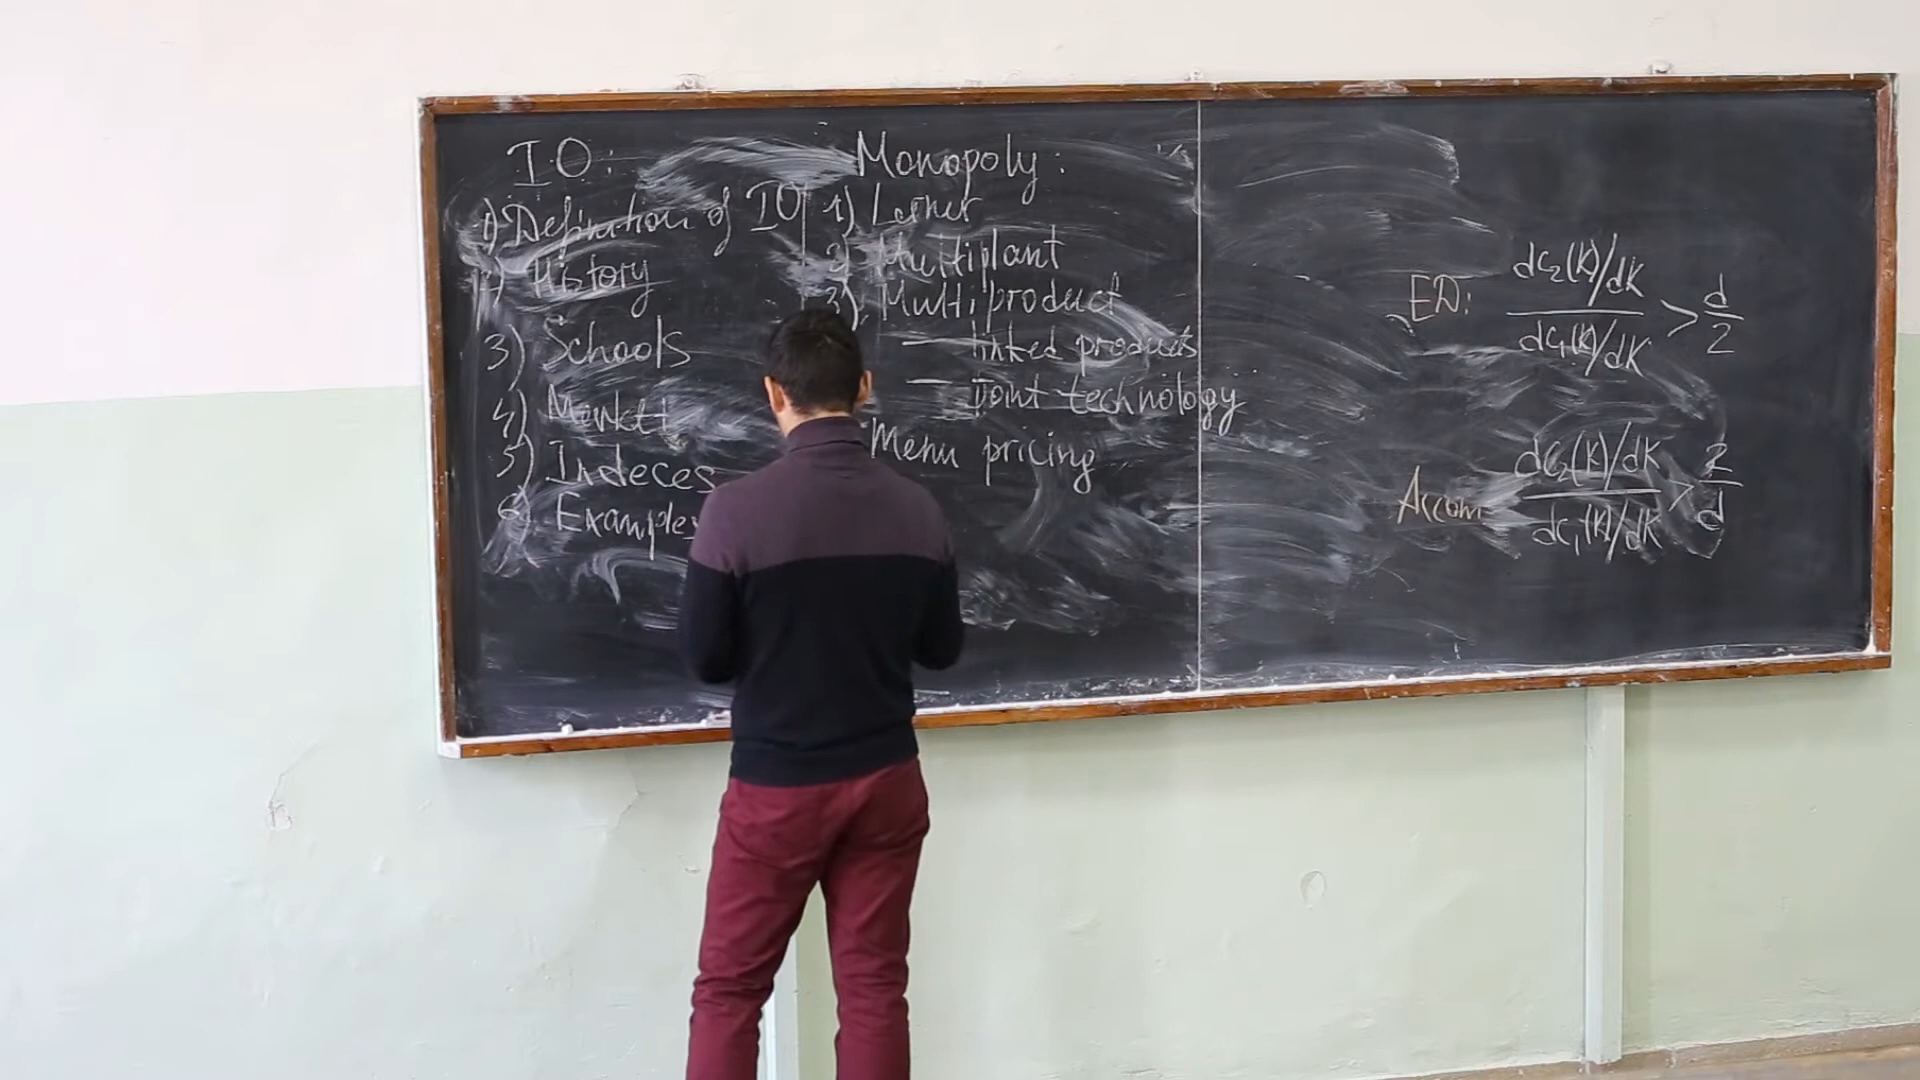 IO:
1) Definition of IO
2) History
3) Schools
4) Market
5) Indeces
6) Examples
Monopoly:
1) Lerner
2) Multiplant
3) Multiproduct
— linked products
— joint technology
Menu pricing
ED: dC₂(K)/dK / dC₁(K)/dK > d/2
Accom dC₂(K)/dK / dC₁(K)/dK > 2/d